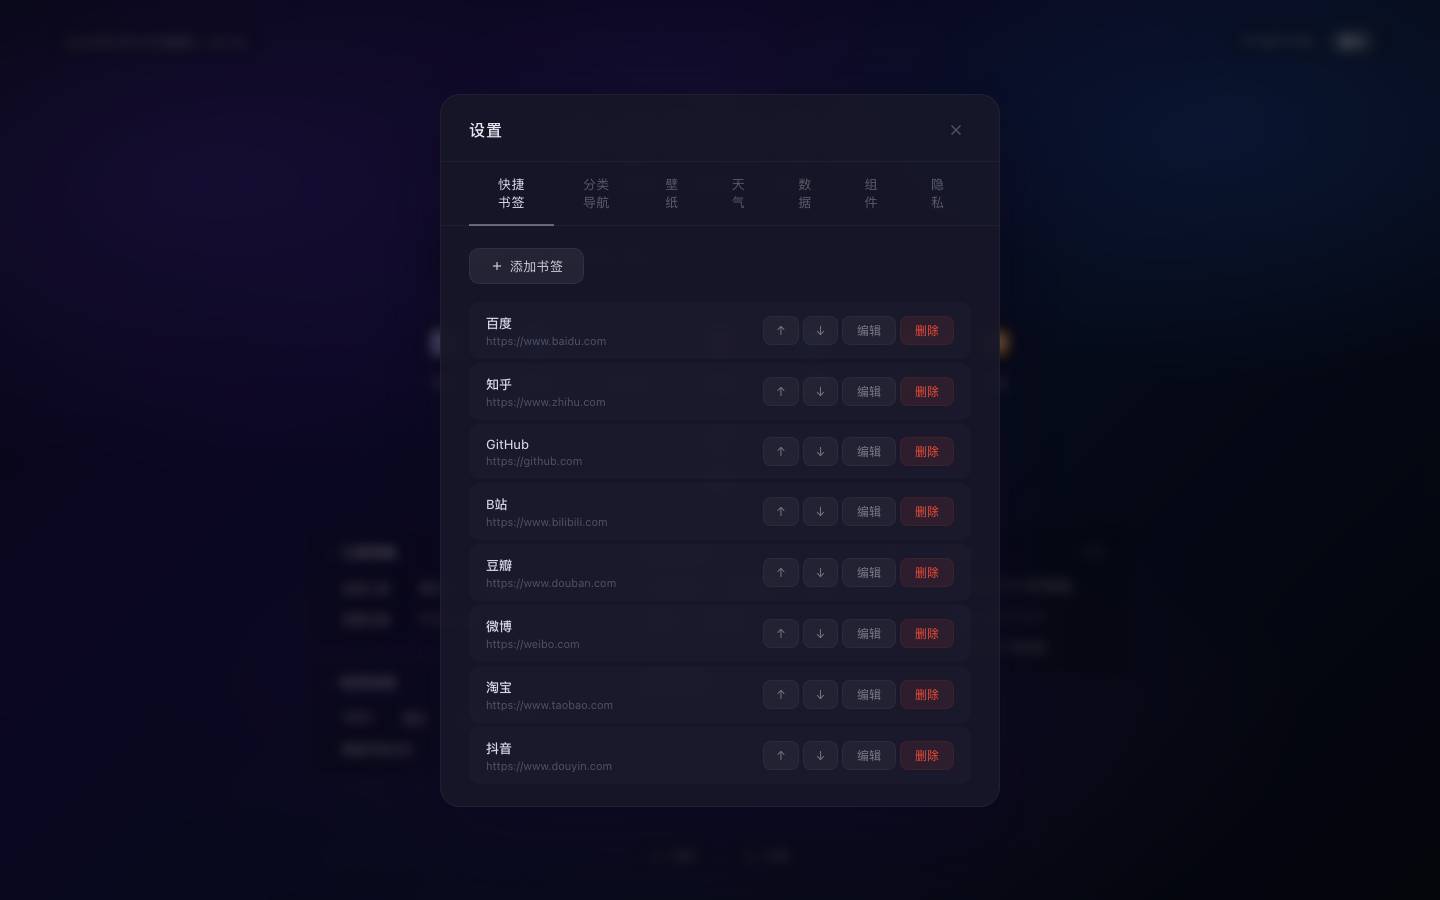 设置
×
快捷
书签
分类
导航
壁
纸
天
气
数
据
组
件
隐
私
+ 添加书签
百度
https://www.baidu.com
↑ ↓ 编辑 删除
知乎
https://www.zhihu.com
↑ ↓ 编辑 删除
GitHub
https://github.com
↑ ↓ 编辑 删除
B站
https://www.bilibili.com
↑ ↓ 编辑 删除
豆瓣
https://www.douban.com
↑ ↓ 编辑 删除
微博
https://weibo.com
↑ ↓ 编辑 删除
淘宝
https://www.taobao.com
↑ ↓ 编辑 删除
抖音
https://www.douyin.com
↑ ↓ 编辑 删除